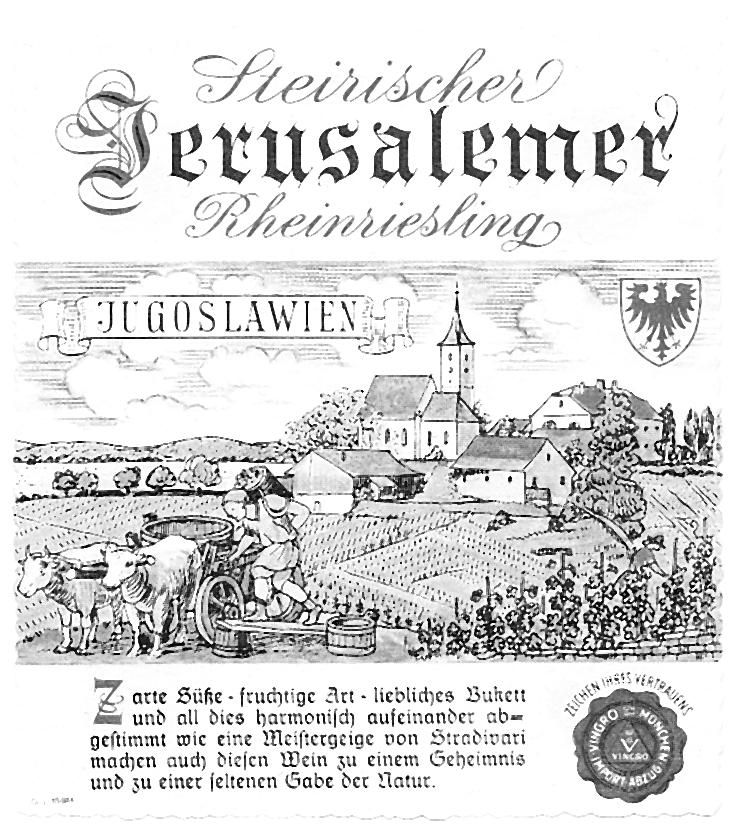 Steirischer
Jerusalemer
Rheinriesling
JUGOSLAWIEN
Zarte Süße - fruchtige Art - liebliches Bukett
und all dies harmonisch aufeinander ab=
gestimmt wie eine Meistergeige von Stradivari
machen auch diesen Wein zu einem Geheimnis
und zu einer seltenen Gabe der Natur.
ZEICHEN IHRES VERTRAUENS
VINGRO MÜNCHEN
VINGRO
IMPORT ABZUG